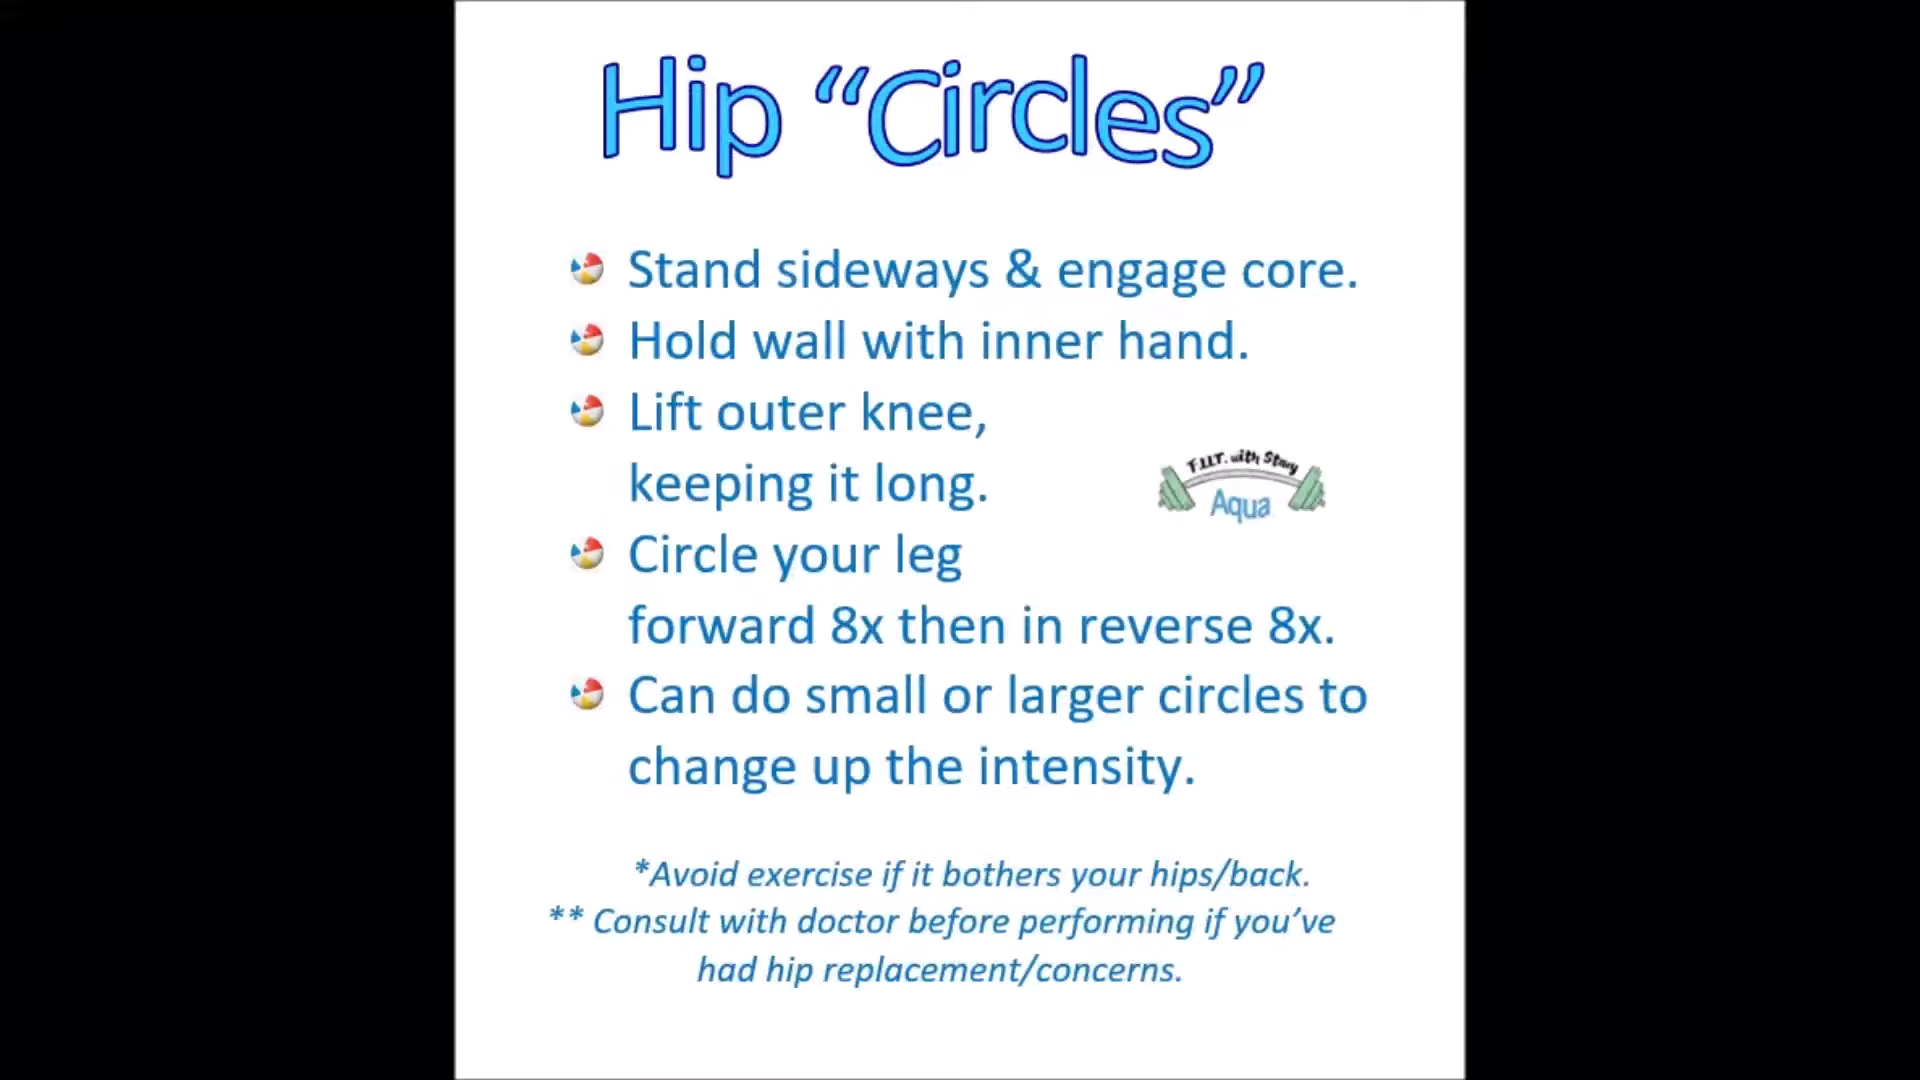 Hip “Circles”
Stand sideways & engage core.
Hold wall with inner hand.
Lift outer knee,
keeping it long.
F.I.I.T. with Stacy
Aqua
Circle your leg
forward 8x then in reverse 8x.
Can do small or larger circles to
change up the intensity.
*Avoid exercise if it bothers your hips/back.
** Consult with doctor before performing if you’ve
had hip replacement/concerns.